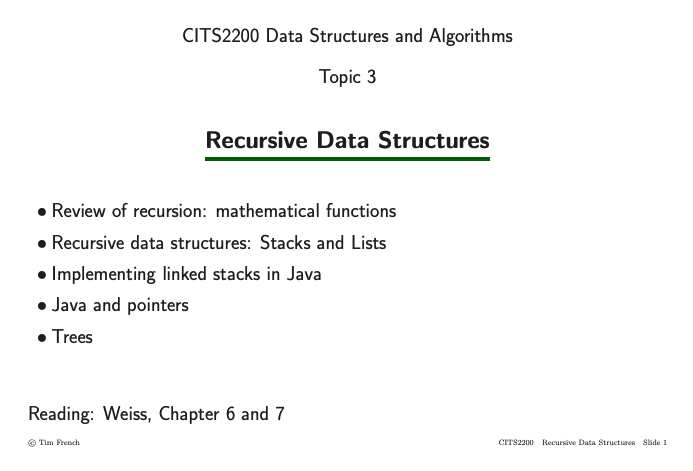 CITS2200 Data Structures and Algorithms
Topic 3
Recursive Data Structures
• Review of recursion: mathematical functions
• Recursive data structures: Stacks and Lists
• Implementing linked stacks in Java
• Java and pointers
• Trees
Reading: Weiss, Chapter 6 and 7
© Tim French
CITS2200 Recursive Data Structures Slide 1